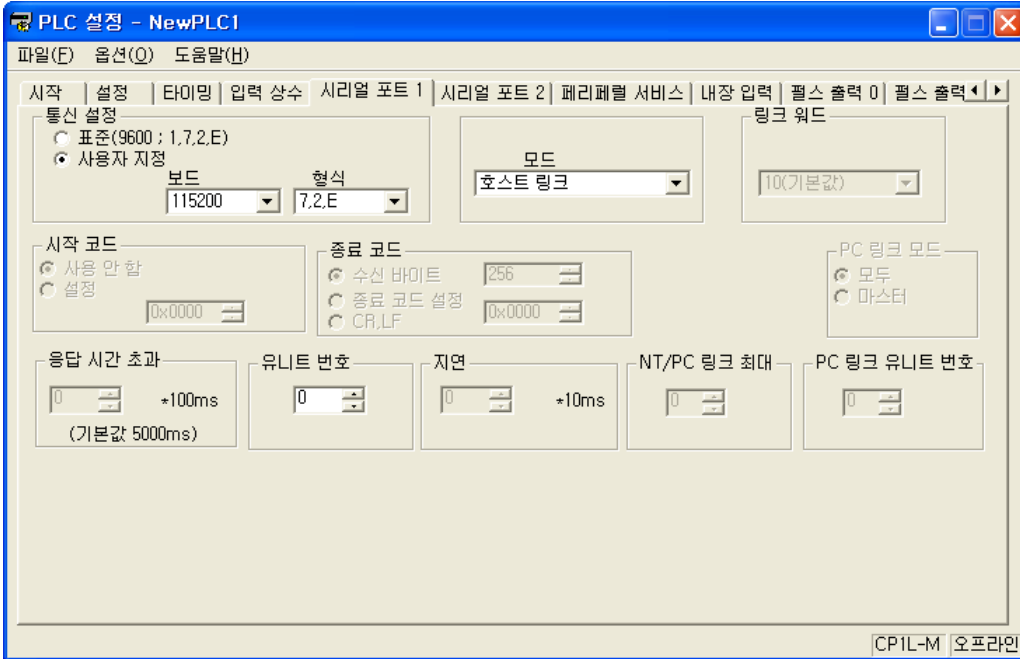 PLC 설정 - NewPLC1
파일(F) 옵션(O) 도움말(H)
시작 설정 타이밍 입력 상수 시리얼 포트 1 시리얼 포트 2 페리페럴 서비스 내장 입력 펄스 출력 0 펄스 출력
통신 설정
표준(9600 ; 1,7,2,E)
사용자 지정
보드 형식
115200 7,2,E
모드
호스트 링크
링크 워드
10(기본값)
시작 코드
사용 안 함
설정
0x0000
종료 코드
수신 바이트 256
종료 코드 설정 0x0000
CR,LF
PC 링크 모드
모두
마스터
응답 시간 초과
0 *100ms
(기본값 5000ms)
유니트 번호
0
지연
0 *10ms
NT/PC 링크 최대
0
PC 링크 유니트 번호
0
CP1L-M 오프라인